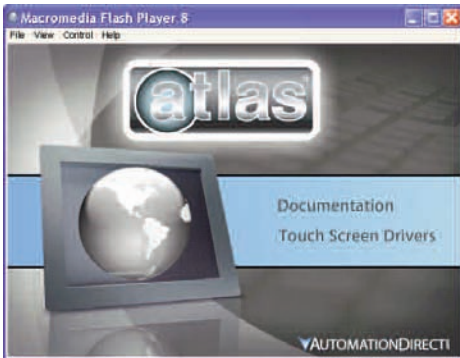 Macromedia Flash Player 8
File View Control Help
atlas
Documentation
Touch Screen Drivers
AUTOMATIONDIRECT